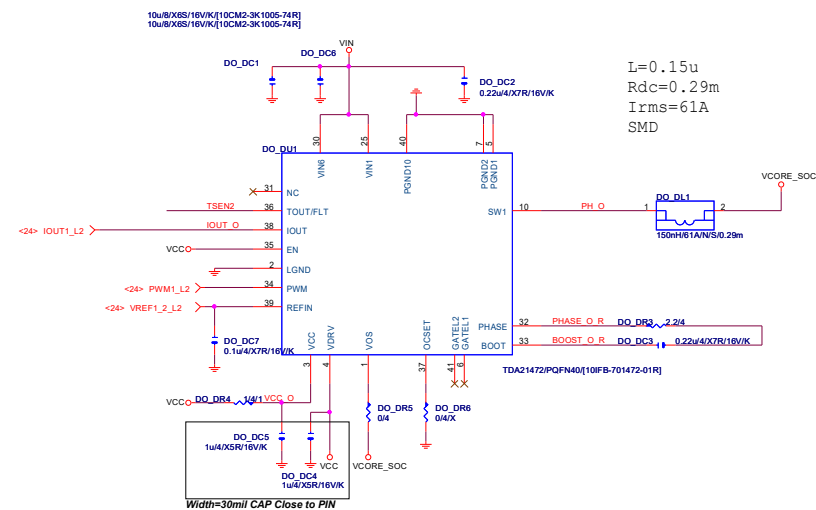 10u/8/X6S/16V/K/[10CM2-3K1005-74R]
10u/8/X6S/16V/K/[10CM2-3K1005-74R]
VIN
DO_DC1
DO_DC6
DO_DC2
0.22u/4/X7R/16V/K
L=0.15u
Rdc=0.29m
Irms=61A
SMD
DO_DU1
30
25
40
7
5
VIN6
VIN1
PGND10
PGND2
PGND1
31
NC
TSEN2
36
TOUT/FLT
<24> IOUT1_L2
IOUT_O
38
IOUT
VCC
35
EN
2
LGND
<24> PWM1_L2
34
PWM
<24> VREF1_2_L2
39
REFIN
SW1
10
PH_O
DO_DL1
1
2
150nH/61A/N/S/0.29m
VCORE_SOC
PHASE
32
PHASE_O_R
DO_DR3
2.2/4
BOOT
33
BOOST_O_R
DO_DC3
0.22u/4/X7R/16V/K
TDA21472/PQFN40/[10IFB-701472-01R]
DO_DC7
0.1u/4/X7R/16V/K
VCC
VDRV
VOS
OCSET
GATEL2
GATEL1
3
4
1
37
41
6
VCC
DO_DR4
1/4/1
VCC_O
DO_DR5
0/4
DO_DR6
0/4/X
DO_DC5
1u/4/X5R/16V/K
DO_DC4
1u/4/X5R/16V/K
VCC
VCORE_SOC
Width=30mil CAP Close to PIN